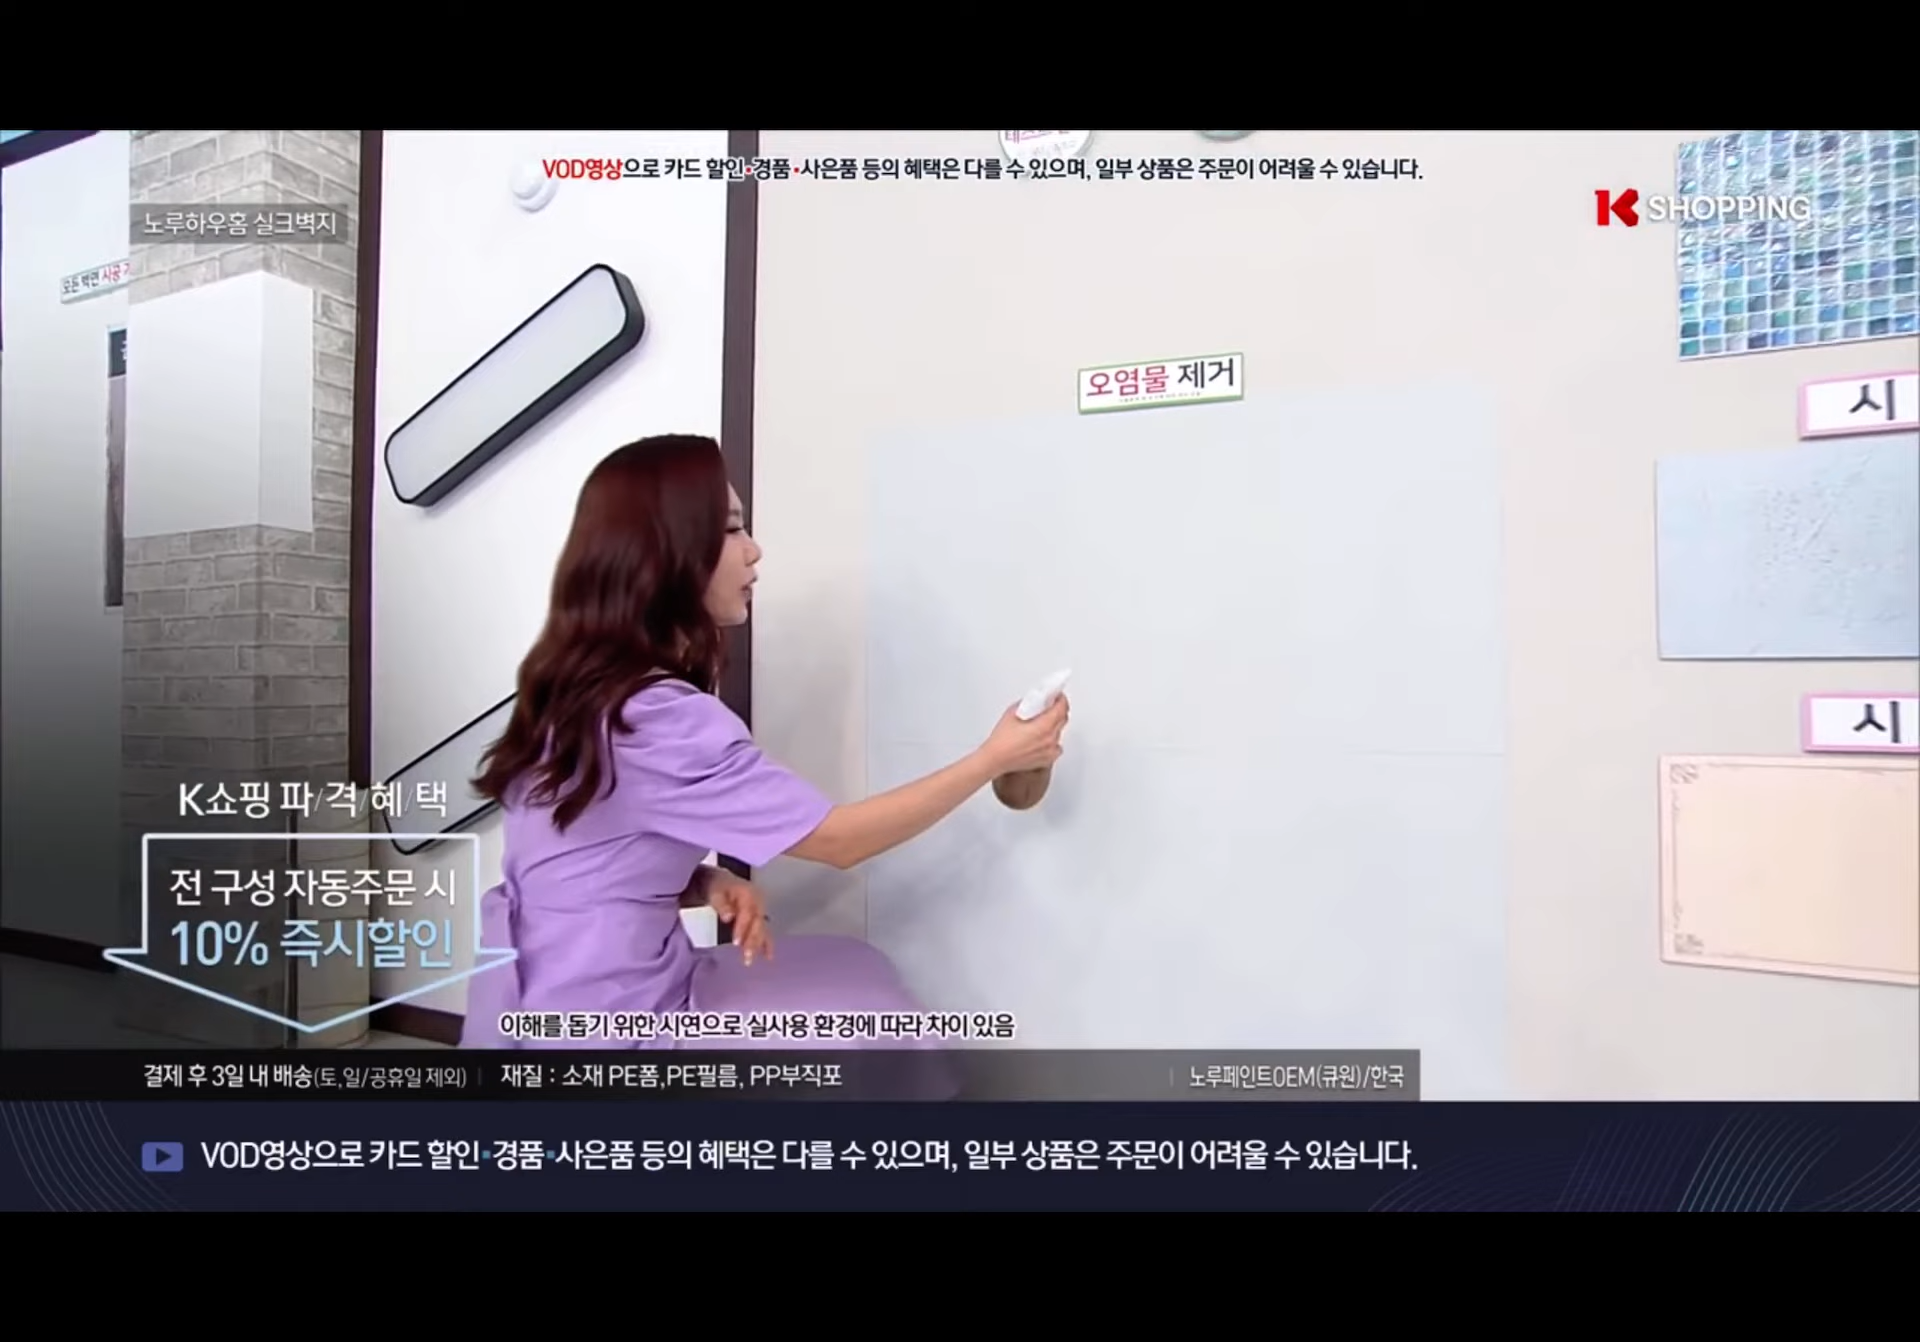 VOD영상으로 카드 할인·경품·사은품 등의 혜택은 다를 수 있으며, 일부 상품은 주문이 어려울 수 있습니다.
K SHOPPING
노루하우홈 실크벽지
모든 벽면 시공
오염물 제거
시
시
K쇼핑 파/격/혜/택
전 구성 자동주문 시
10% 즉시할인
이해를 돕기 위한 시연으로 실사용 환경에 따라 차이 있음
결제 후 3일 내 배송(토,일/공휴일 제외) | 재질 : 소재 PE폼,PE필름, PP부직포 | 노루페인트OEM(큐원)/한국
VOD영상으로 카드 할인·경품·사은품 등의 혜택은 다를 수 있으며, 일부 상품은 주문이 어려울 수 있습니다.